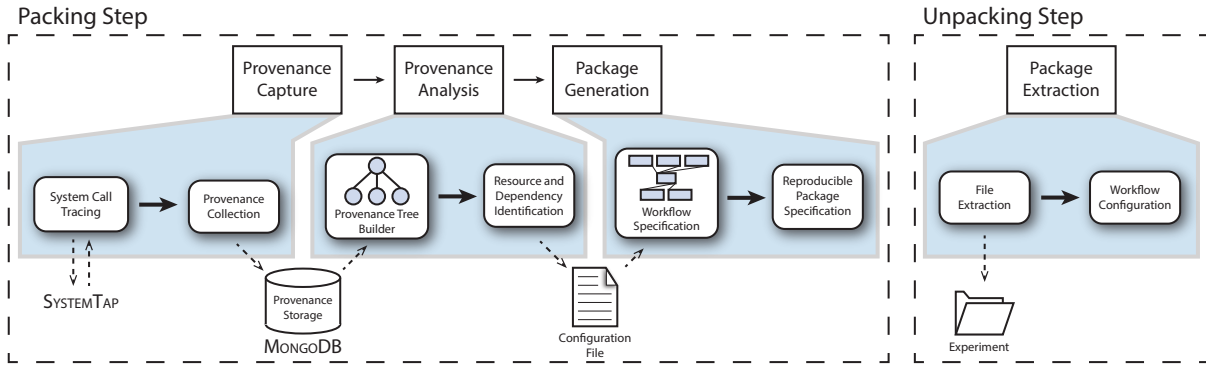 Packing Step
Unpacking Step
Provenance
Capture
Provenance
Analysis
Package
Generation
Package
Extraction
System Call
Tracing
Provenance
Collection
Provenance Tree
Builder
Resource and
Dependency
Identification
Workflow
Specification
Reproducible
Package
Specification
File
Extraction
Workflow
Configuration
SYSTEMTAP
Provenance
Storage
MONGODB
Configuration
File
Experiment